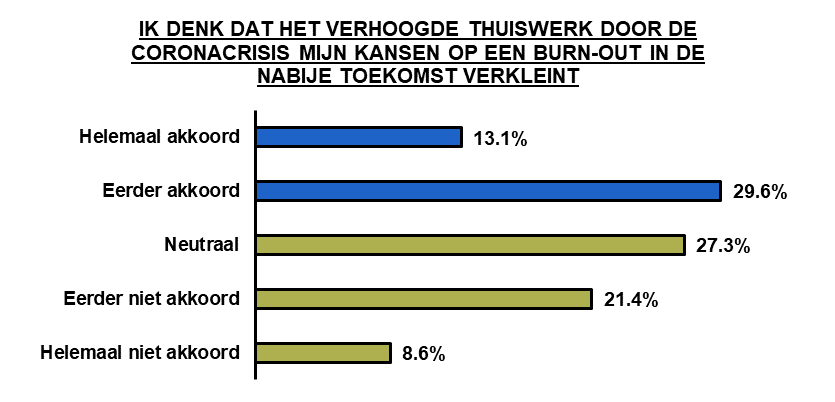 IK DENK DAT HET VERHOOGDE THUISWERK DOOR DE
CORONACRISIS MIJN KANSEN OP EEN BURN-OUT IN DE
NABIJE TOEKOMST VERKLEINT
Helemaal akkoord 13.1%
Eerder akkoord 29.6%
Neutraal 27.3%
Eerder niet akkoord 21.4%
Helemaal niet akkoord 8.6%